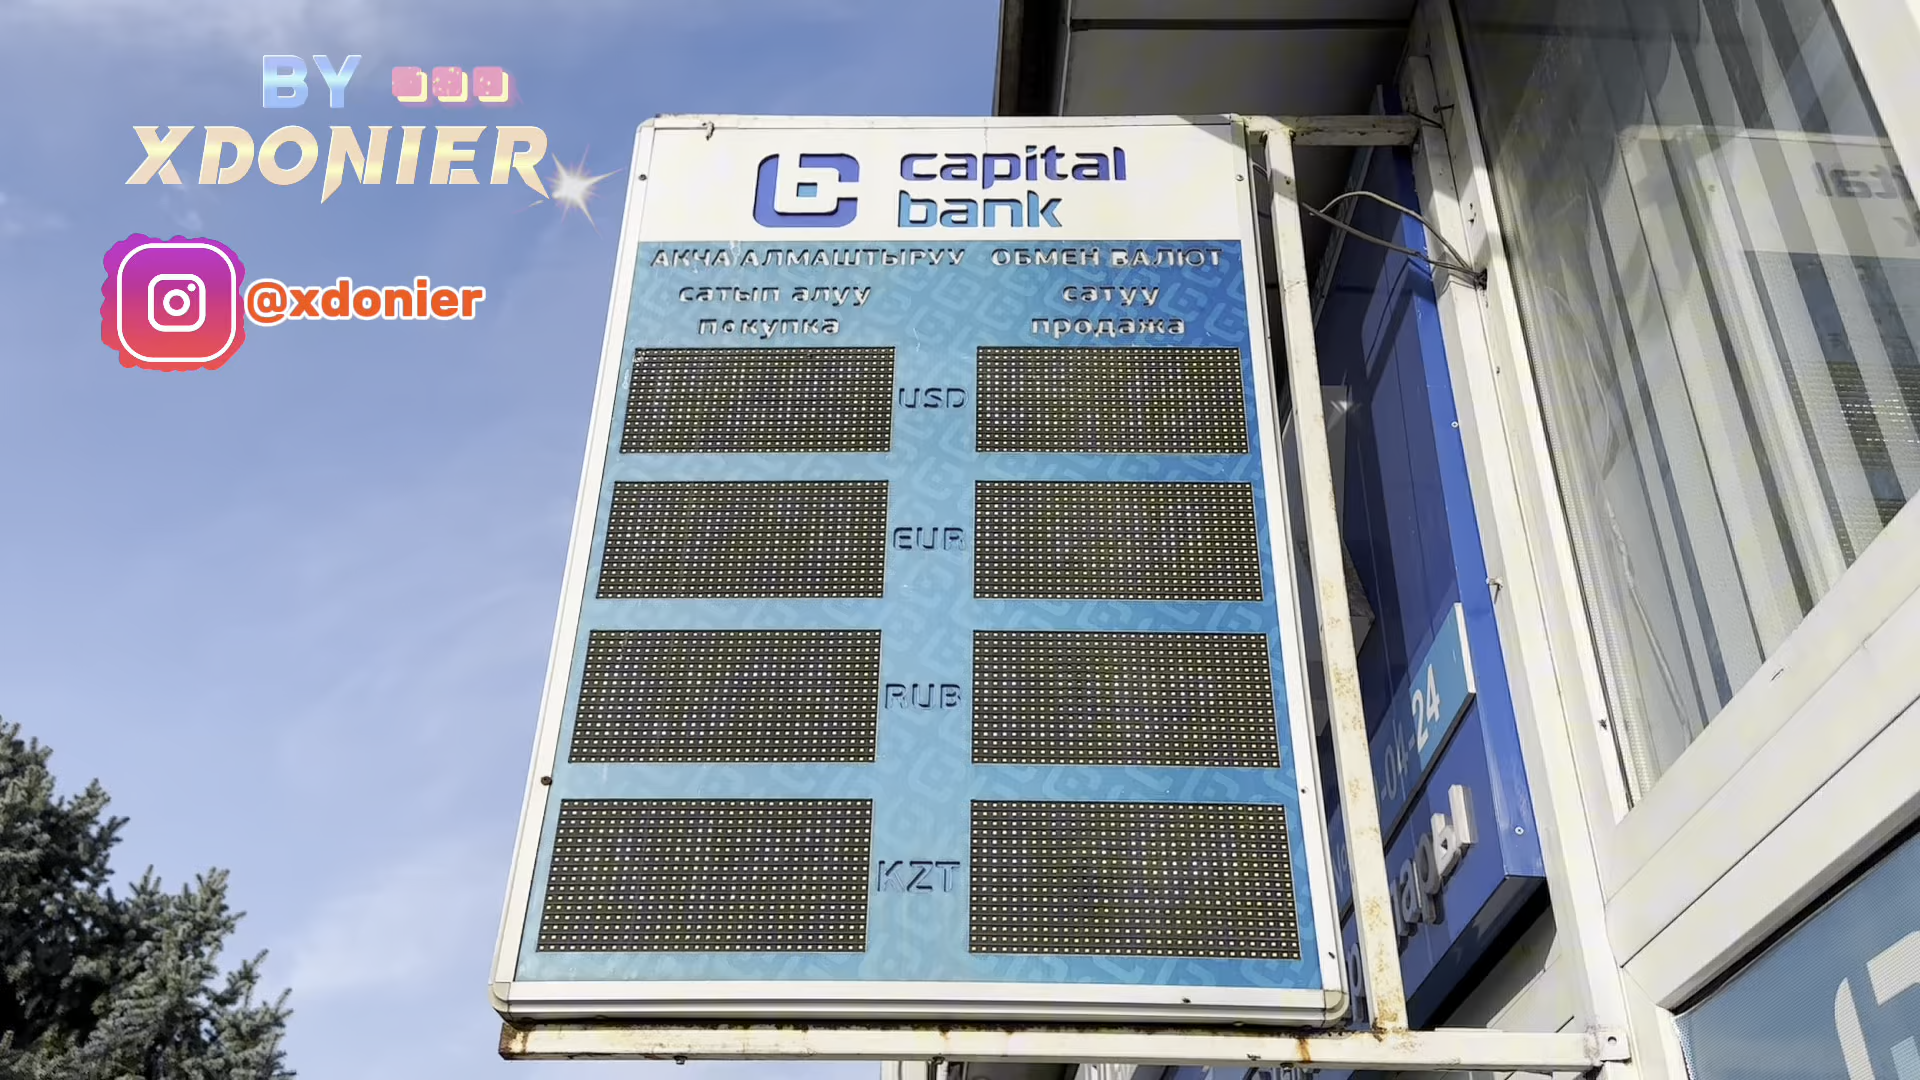 BY
XDONIER
@xdonier
capital
bank
АКЧА АЛМАШТЫРУУ ОБМЕН ВАЛЮТ
сатып алуу сатуу
покупка продажа
USD
EUR
RUB
KZT
-04-24